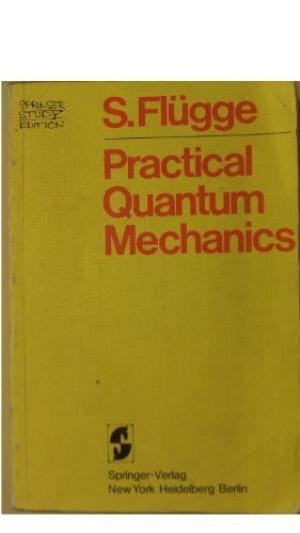 SPRINGER
STUDY
EDITION
S.Flügge
Practical
Quantum
Mechanics
Springer-Verlag
New York Heidelberg Berlin